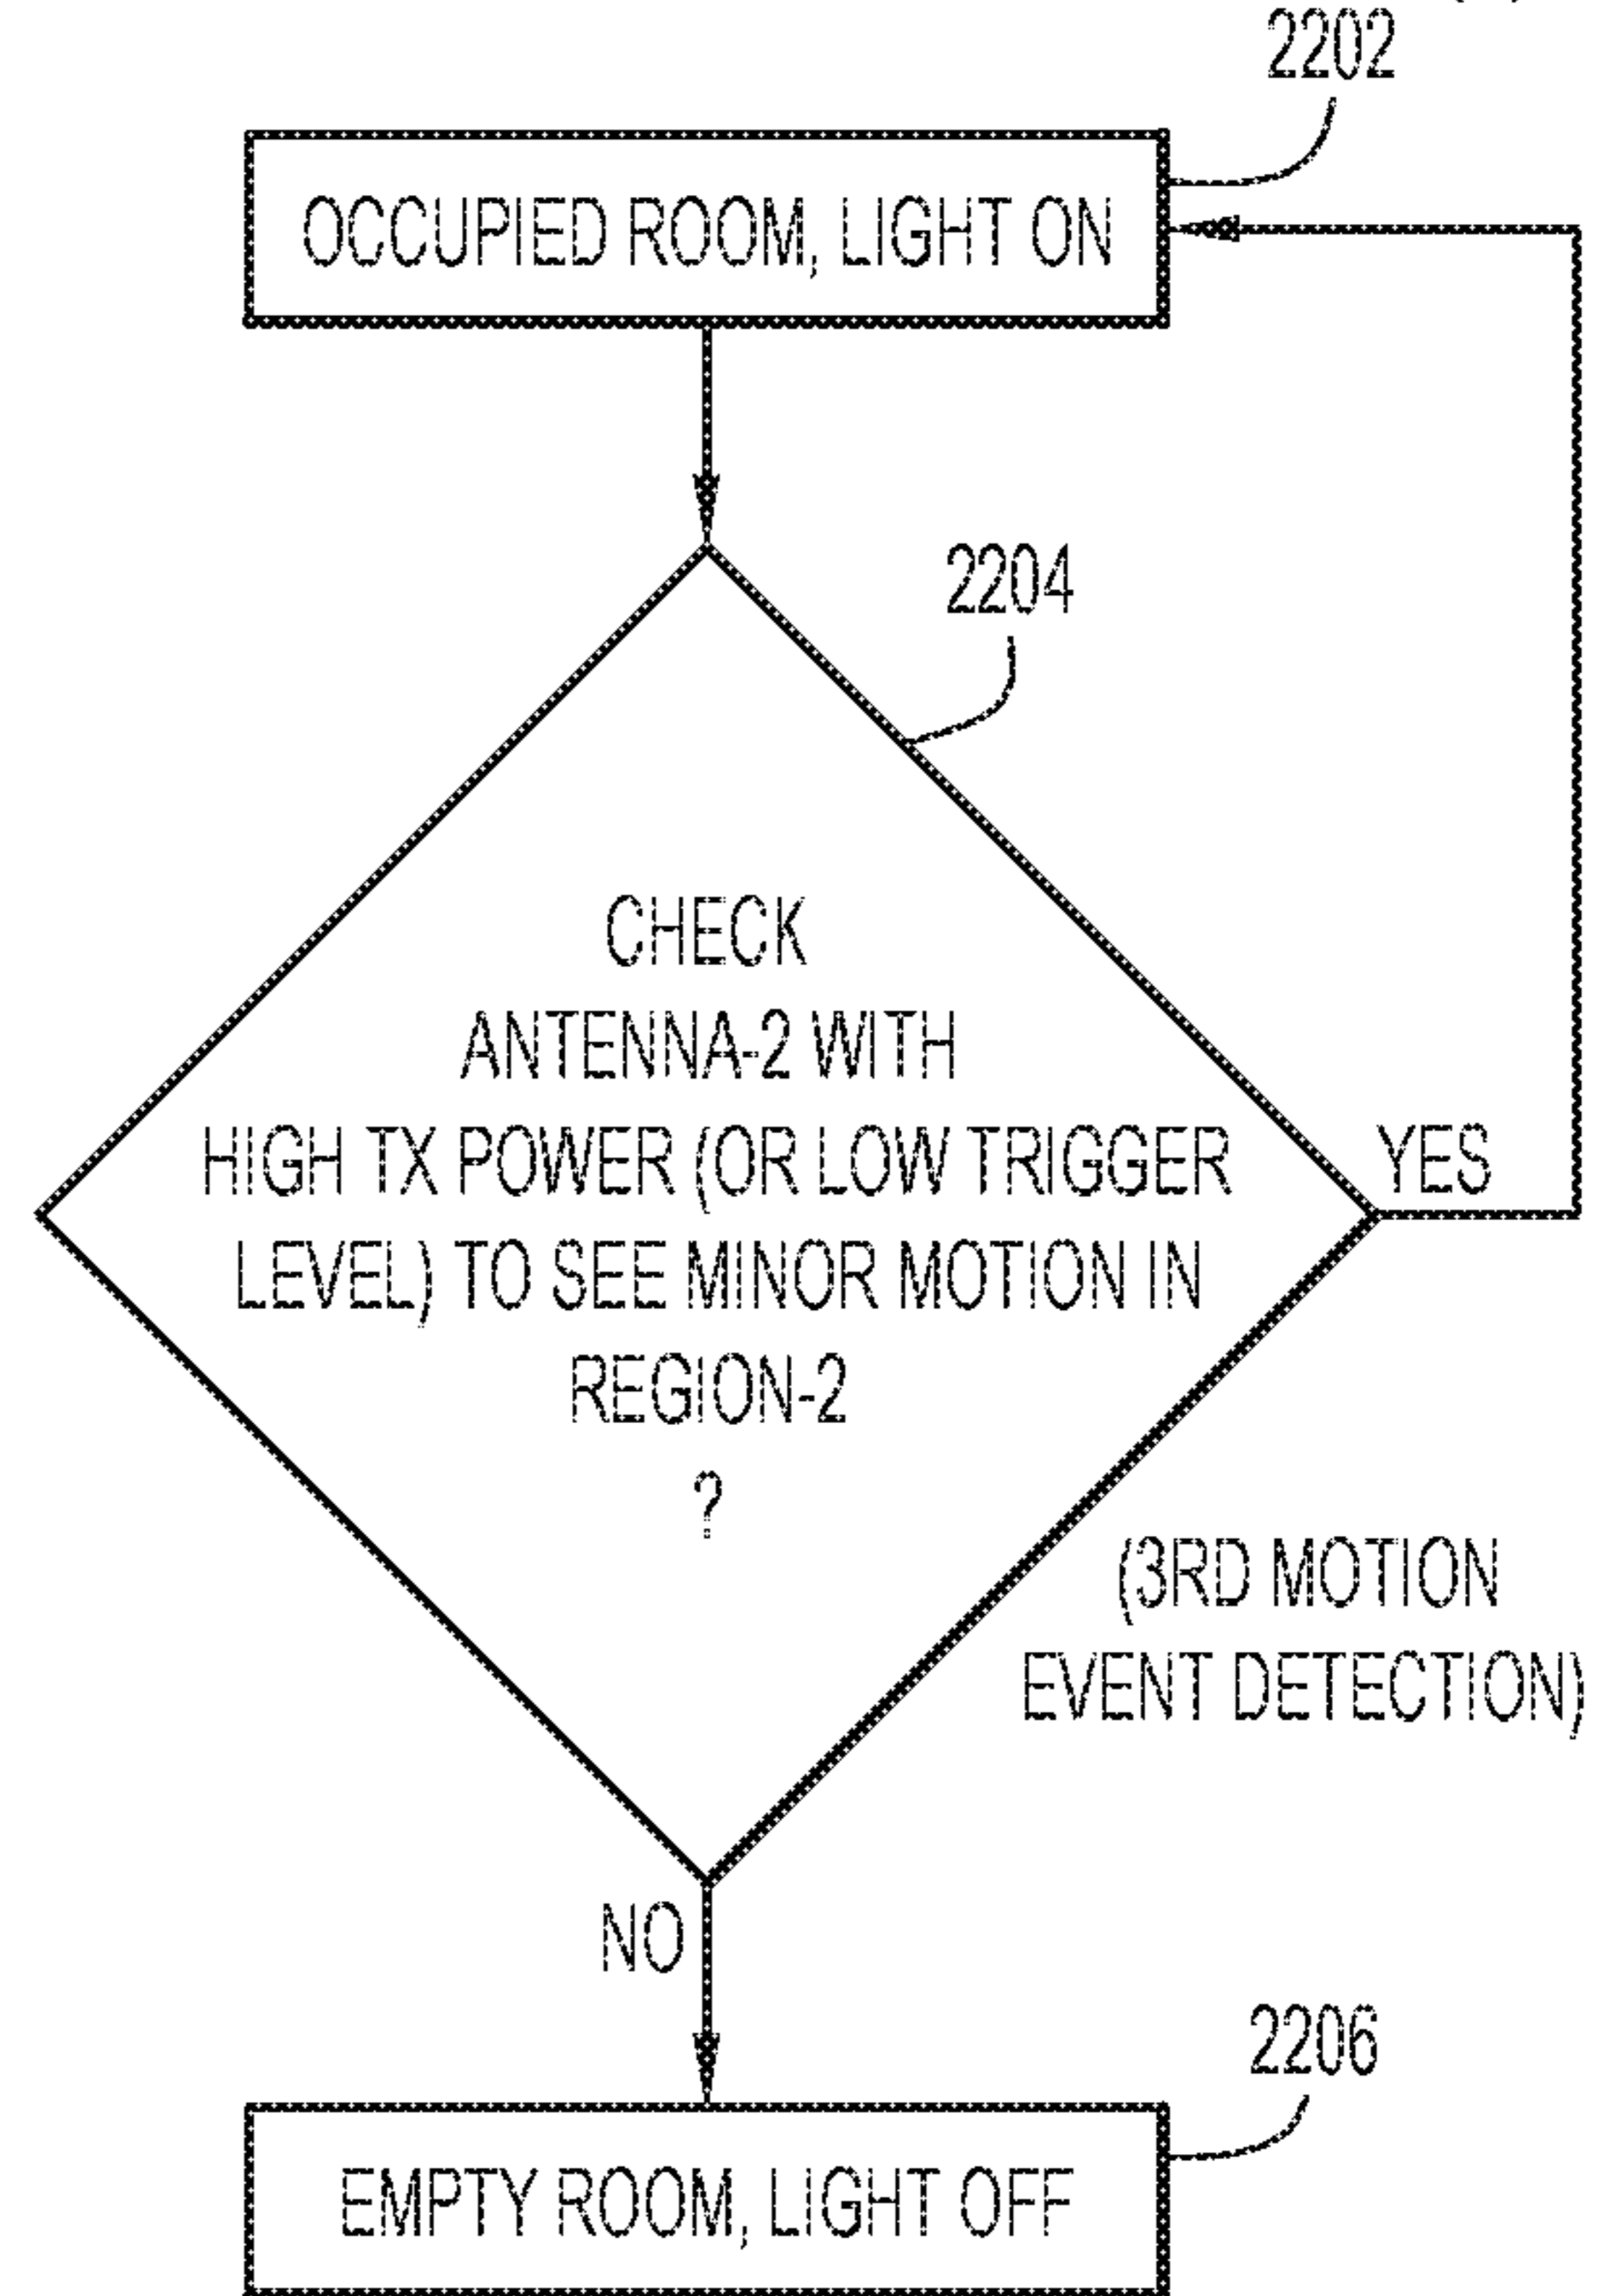 2202
OCCUPIED ROOM, LIGHT ON
2204
CHECK
ANTENNA-2 WITH
HIGH TX POWER (OR LOW TRIGGER
LEVEL) TO SEE MINOR MOTION IN
REGION-2
?
YES
(3RD MOTION
EVENT DETECTION)
NO
2206
EMPTY ROOM, LIGHT OFF